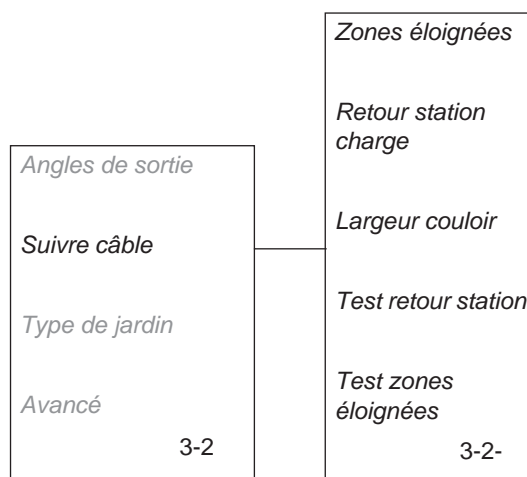 Angles de sortie
Suivre câble
Type de jardin
Avancé
3-2
Zones éloignées
Retour station
charge
Largeur couloir
Test retour station
Test zones
éloignées
3-2-